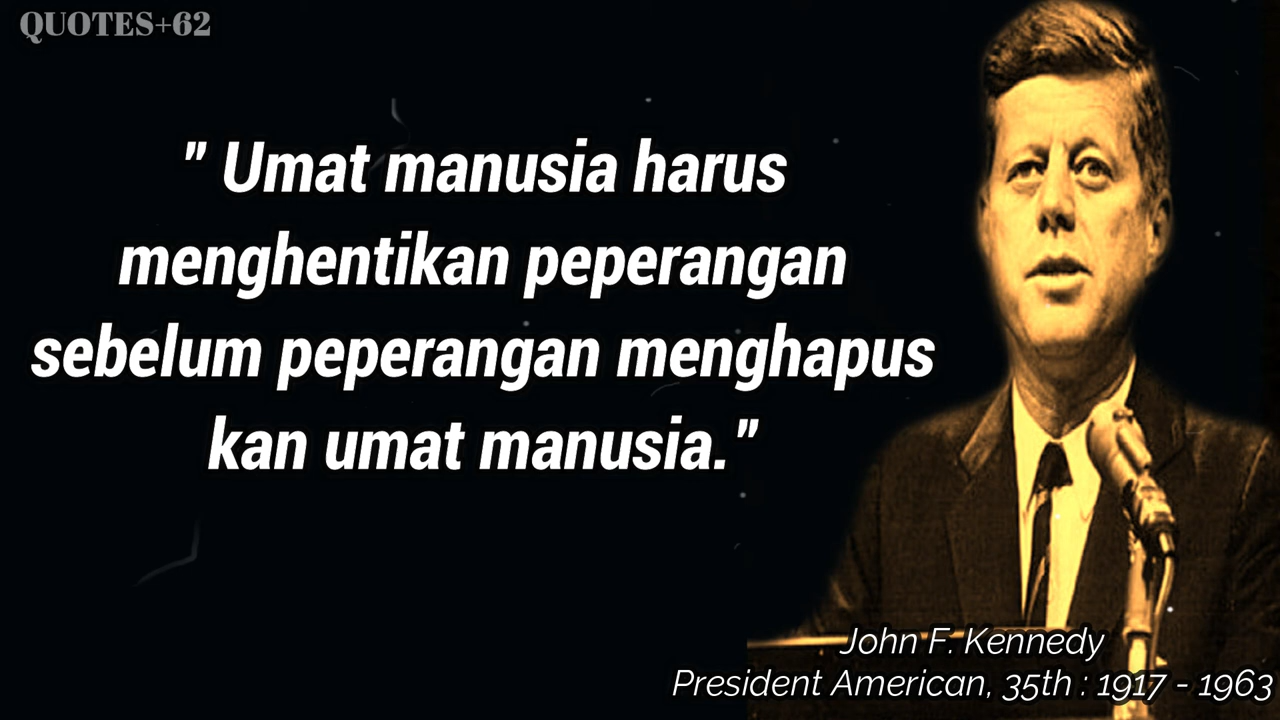 QUOTES+62
" Umat manusia harus
menghentikan peperangan
sebelum peperangan menghapus
kan umat manusia."
John F. Kennedy
President American, 35th : 1917 - 1963